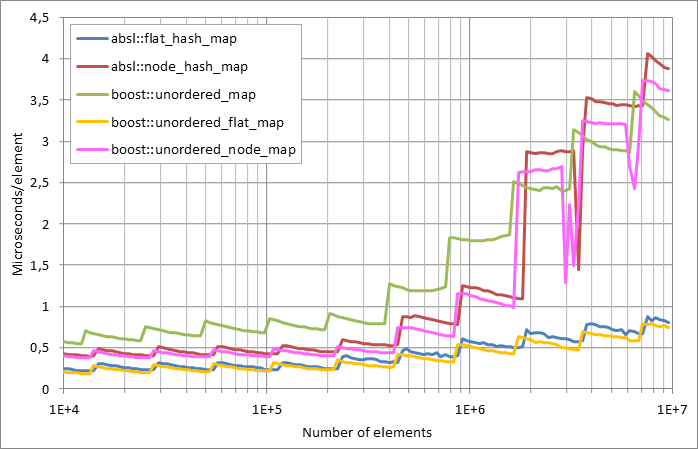 4,5
4
3,5
3
2,5
2
1,5
1
0,5
0
Microseconds/element
absl::flat_hash_map
absl::node_hash_map
boost::unordered_map
boost::unordered_flat_map
boost::unordered_node_map
1E+4
1E+5
1E+6
1E+7
Number of elements